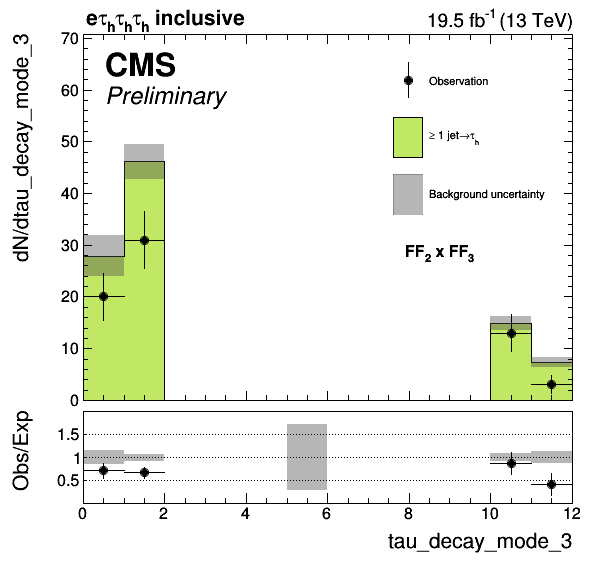 eτhτhτh inclusive
19.5 fb-1 (13 TeV)
CMS
Preliminary
Observation
≥ 1 jet→τh
Background uncertainty
FF2 x FF3
dN/dtau_decay_mode_3
70
60
50
40
30
20
10
0
Obs/Exp
1.5
1
0.5
0 2 4 6 8 10 12
tau_decay_mode_3